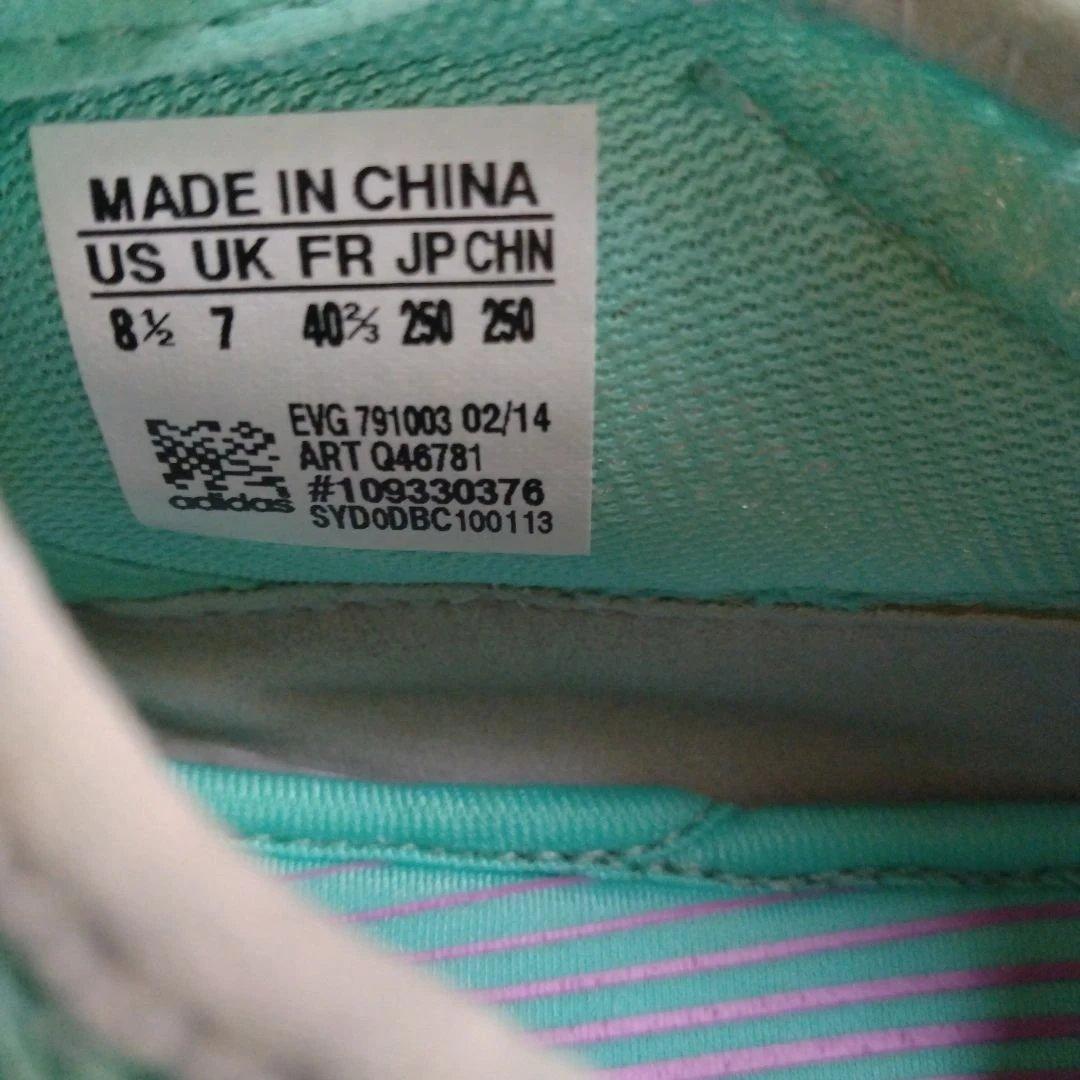 MADE IN CHINA
US UK FR JP CHN
8½ 7 40⅔ 250 250
EVG 791003 02/14
ART Q46781
#109330376
adidas SYD0DBC100113